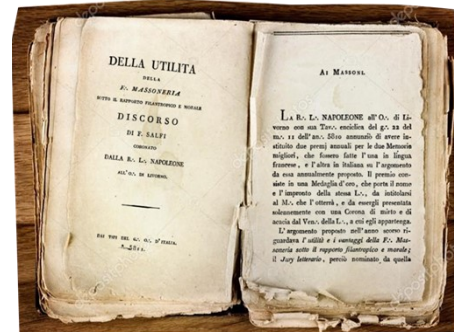 DELLA UTILITA
DELLA
F∴ MASSONERIA
SOTTO IL RAPPORTO FILANTROPICO E MORALE
DISCORSO
DI F. SALFI
CORONATO
DALLA R∴ L∴ NAPOLEONE
ALL'O∴ DI LIVORNO.
DAI TIPI DEL G∴ O∴ D'ITALIA.
A Ai Massoni.
La R∴ L∴ NAPOLEONE all'O∴ di Li-
vorno con sua Tav∴ enciclica del g∴ 22 del
m∴ 11 dell'an∴ 5810 annunziò di avere in-
stituito due premj annuali per le due Memorie
migliori, che fossero fatte l'una in lingua
francese, e l'altra in italiana su l'argomento
da essa annualmente proposto. Il premio con-
siste in una Medaglia d'oro, che porta il nome
e l'impronto della stessa L∴, da intitolarsi
al M∴ che l'otterrà, e da esergli presentata
solennemente con una Corona di mirto e di
acacia dal Ven∴ della L∴, a cui egli appartenga.
L'argomento proposto nell'anno scorso ri-
guardava l'utilità e i vantaggi della F∴ Mas-
soneria sotto il rapporto filantropico e morale;
il Jury letterario, perciò nominato da quella